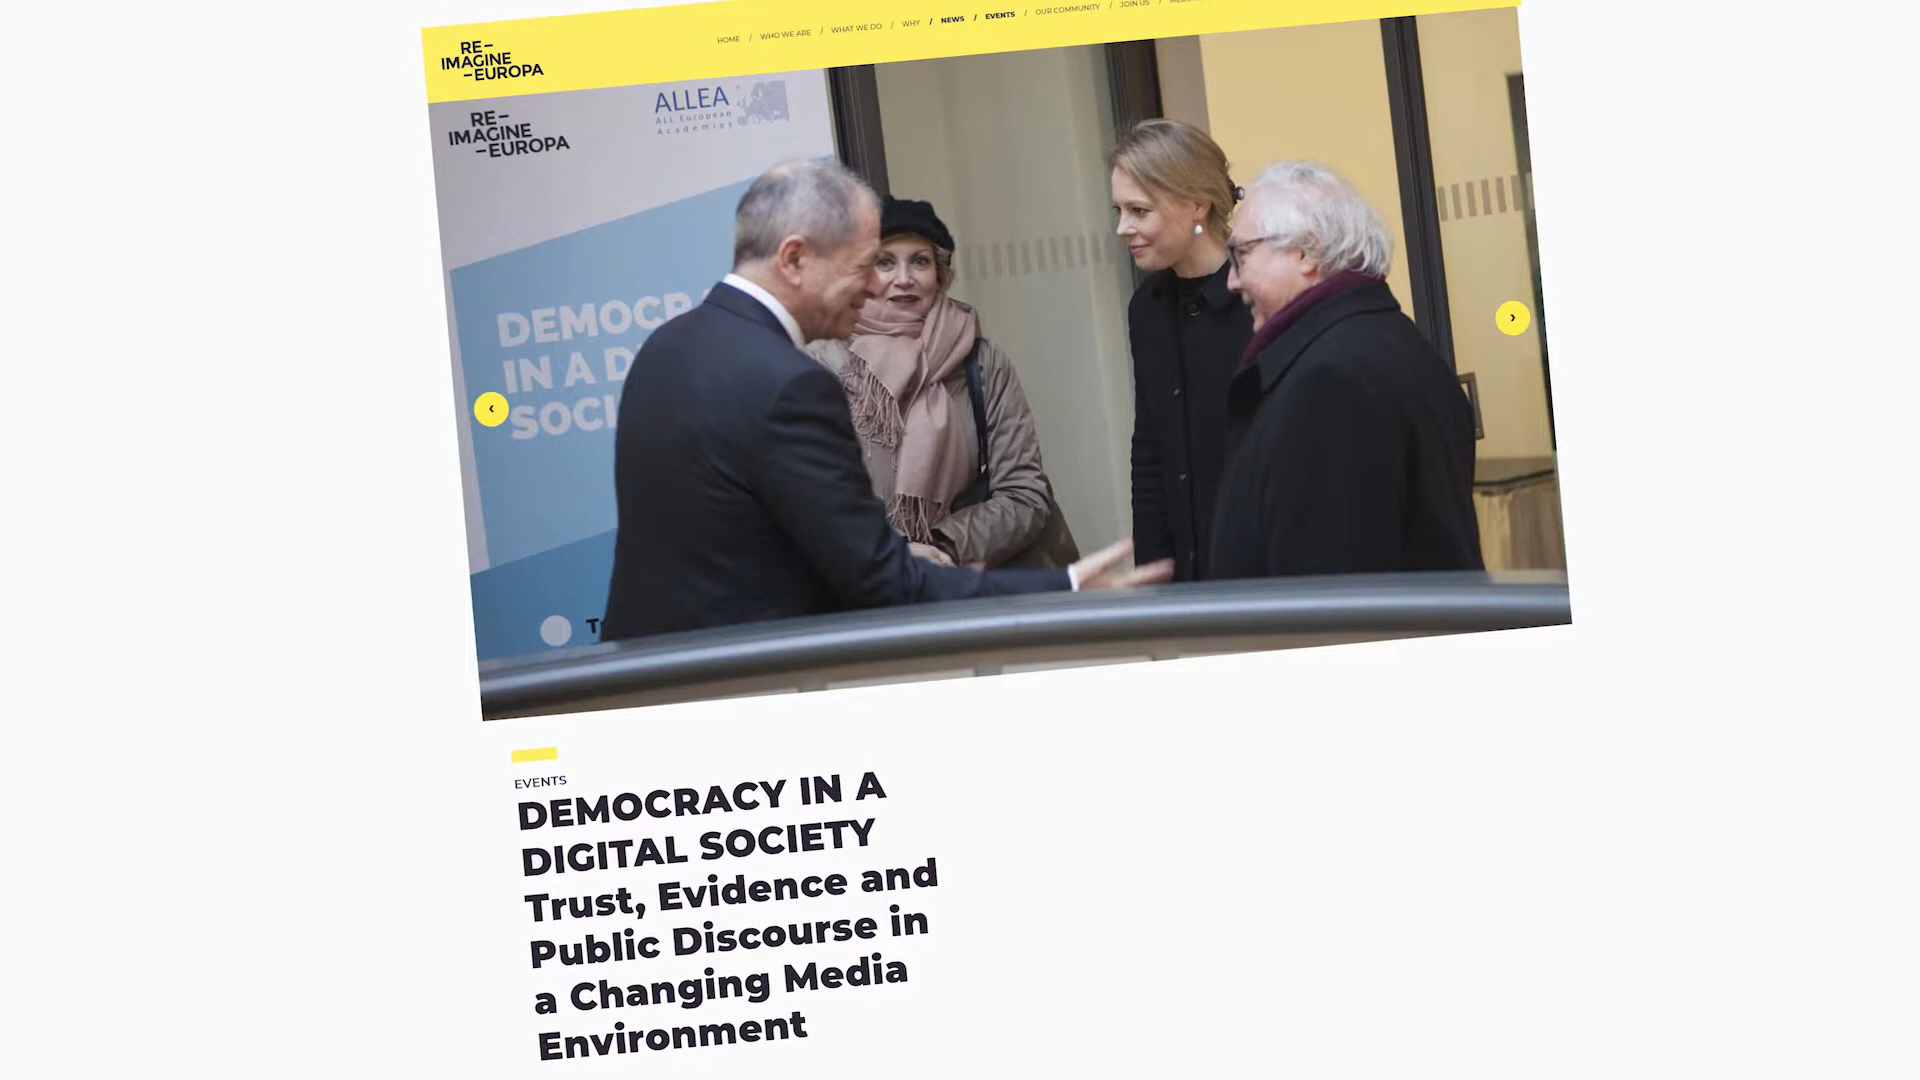 RE–
IMAGINE
–EUROPA
HOME / WHO WE ARE / WHAT WE DO / WHY / NEWS / EVENTS / OUR COMMUNITY / JOIN US /
RE–
IMAGINE
–EUROPA
ALLEA
ALL European
Academies
DEMOCR
IN A D
SOCI
‹
›
EVENTS
DEMOCRACY IN A
DIGITAL SOCIETY
Trust, Evidence and
Public Discourse in
a Changing Media
Environment